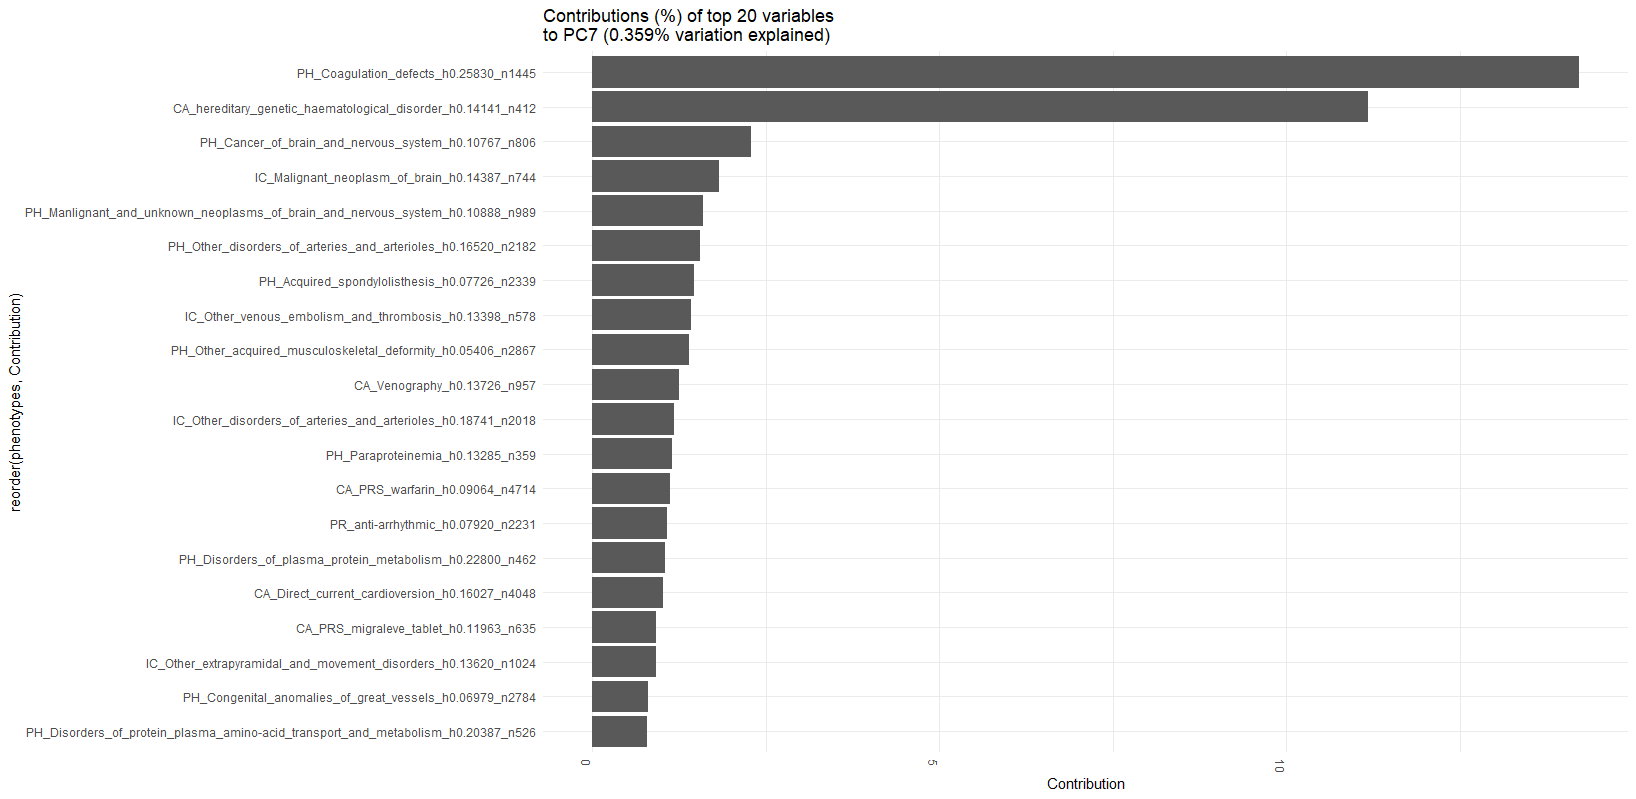 Contributions (%) of top 20 variables
to PC7 (0.359% variation explained)
reorder(phenotypes, Contribution)
PH_Coagulation_defects_h0.25830_n1445
CA_hereditary_genetic_haematological_disorder_h0.14141_n412
PH_Cancer_of_brain_and_nervous_system_h0.10767_n806
IC_Malignant_neoplasm_of_brain_h0.14387_n744
PH_Manlignant_and_unknown_neoplasms_of_brain_and_nervous_system_h0.10888_n989
PH_Other_disorders_of_arteries_and_arterioles_h0.16520_n2182
PH_Acquired_spondylolisthesis_h0.07726_n2339
IC_Other_venous_embolism_and_thrombosis_h0.13398_n578
PH_Other_acquired_musculoskeletal_deformity_h0.05406_n2867
CA_Venography_h0.13726_n957
IC_Other_disorders_of_arteries_and_arterioles_h0.18741_n2018
PH_Paraproteinemia_h0.13285_n359
CA_PRS_warfarin_h0.09064_n4714
PR_anti-arrhythmic_h0.07920_n2231
PH_Disorders_of_plasma_protein_metabolism_h0.22800_n462
CA_Direct_current_cardioversion_h0.16027_n4048
CA_PRS_migraleve_tablet_h0.11963_n635
IC_Other_extrapyramidal_and_movement_disorders_h0.13620_n1024
PH_Congenital_anomalies_of_great_vessels_h0.06979_n2784
PH_Disorders_of_protein_plasma_amino-acid_transport_and_metabolism_h0.20387_n526
0
5
10
Contribution